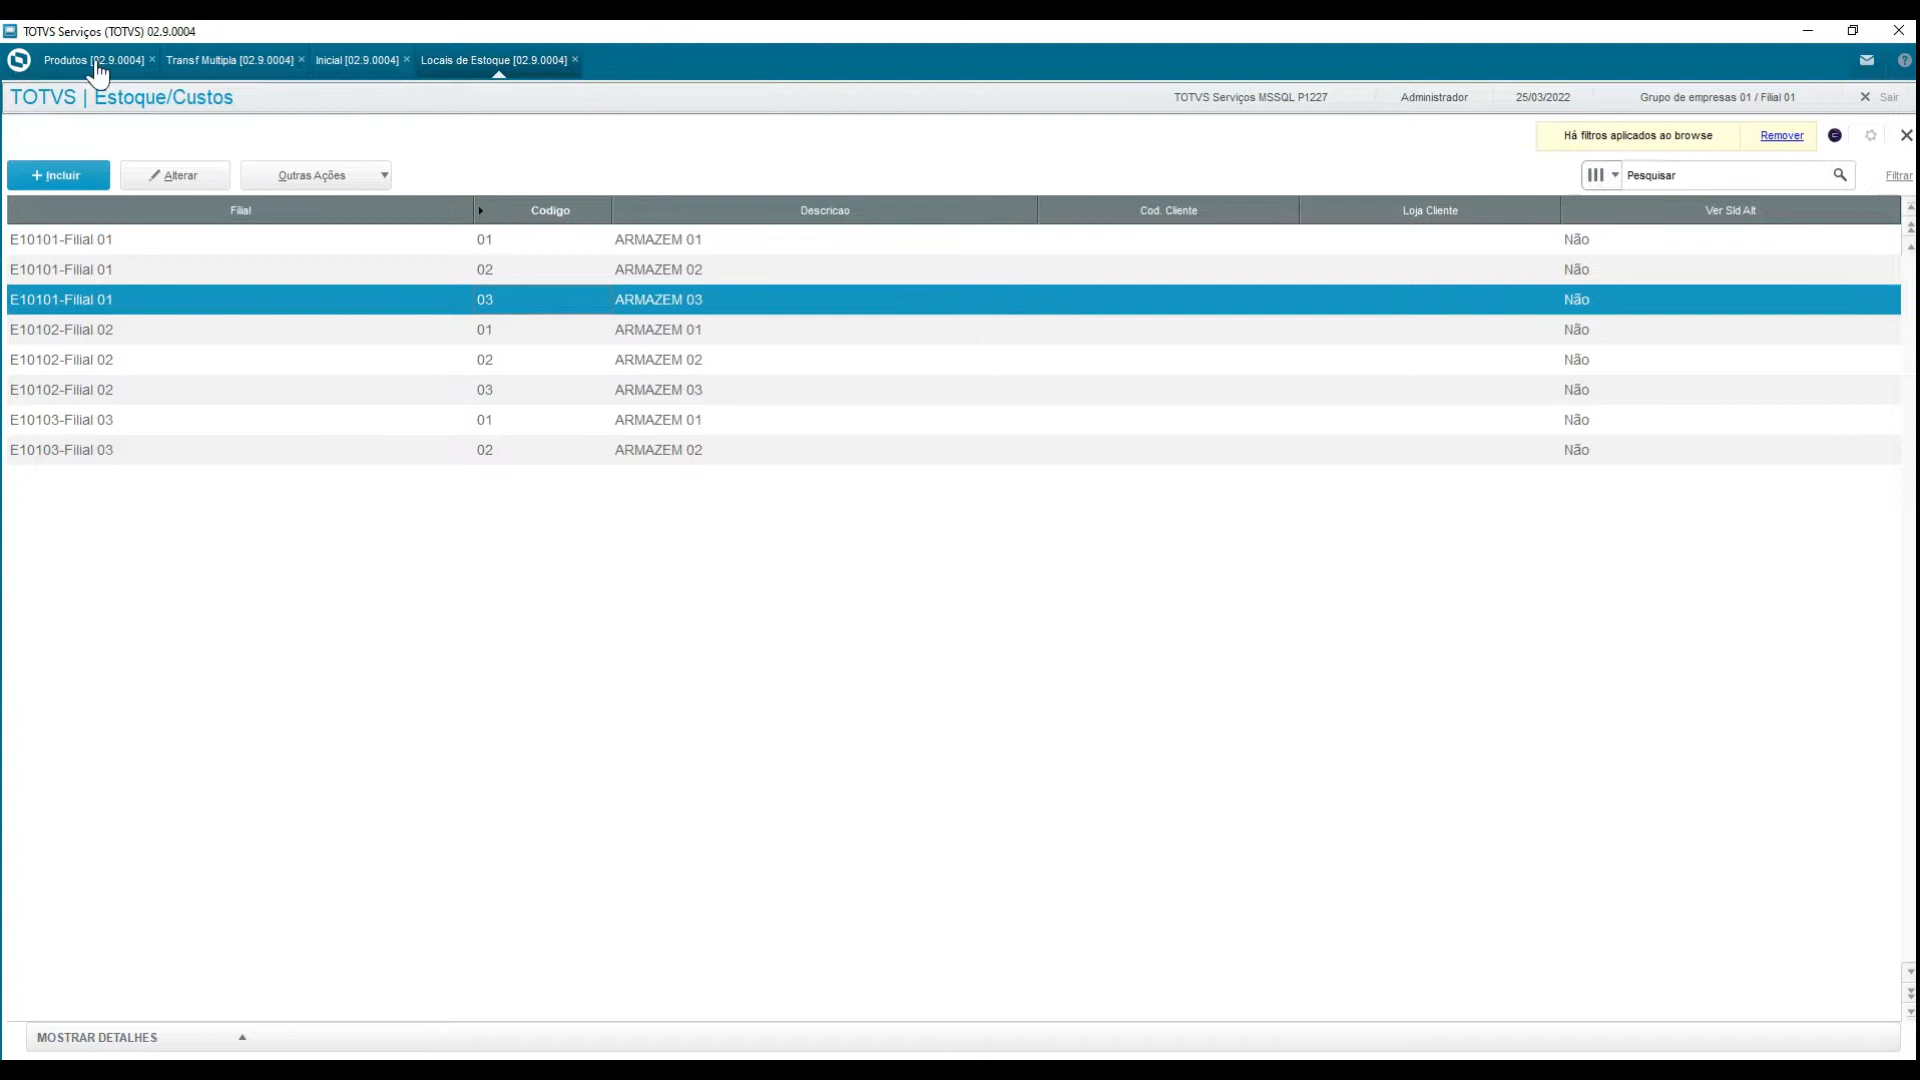 TOTVS Serviços (TOTVS) 02.9.0004
Produtos [02.9.0004] × Transf Multipla [02.9.0004] × Inicial [02.9.0004] × Locais de Estoque [02.9.0004] ×
TOTVS | Estoque/Custos TOTVS Serviços MSSQL P1227 Administrador 25/03/2022 Grupo de empresas 01 / Filial 01 Sair
Há filtros aplicados ao browse Remover
+ Incluir Alterar Outras Ações Pesquisar Filtrar
Filial Codigo Descricao Cod. Cliente Loja Cliente Ver Sld Alt
E10101-Filial 01 01 ARMAZEM 01 Não
E10101-Filial 01 02 ARMAZEM 02 Não
E10101-Filial 01 03 ARMAZEM 03 Não
E10102-Filial 02 01 ARMAZEM 01 Não
E10102-Filial 02 02 ARMAZEM 02 Não
E10102-Filial 02 03 ARMAZEM 03 Não
E10103-Filial 03 01 ARMAZEM 01 Não
E10103-Filial 03 02 ARMAZEM 02 Não
MOSTRAR DETALHES